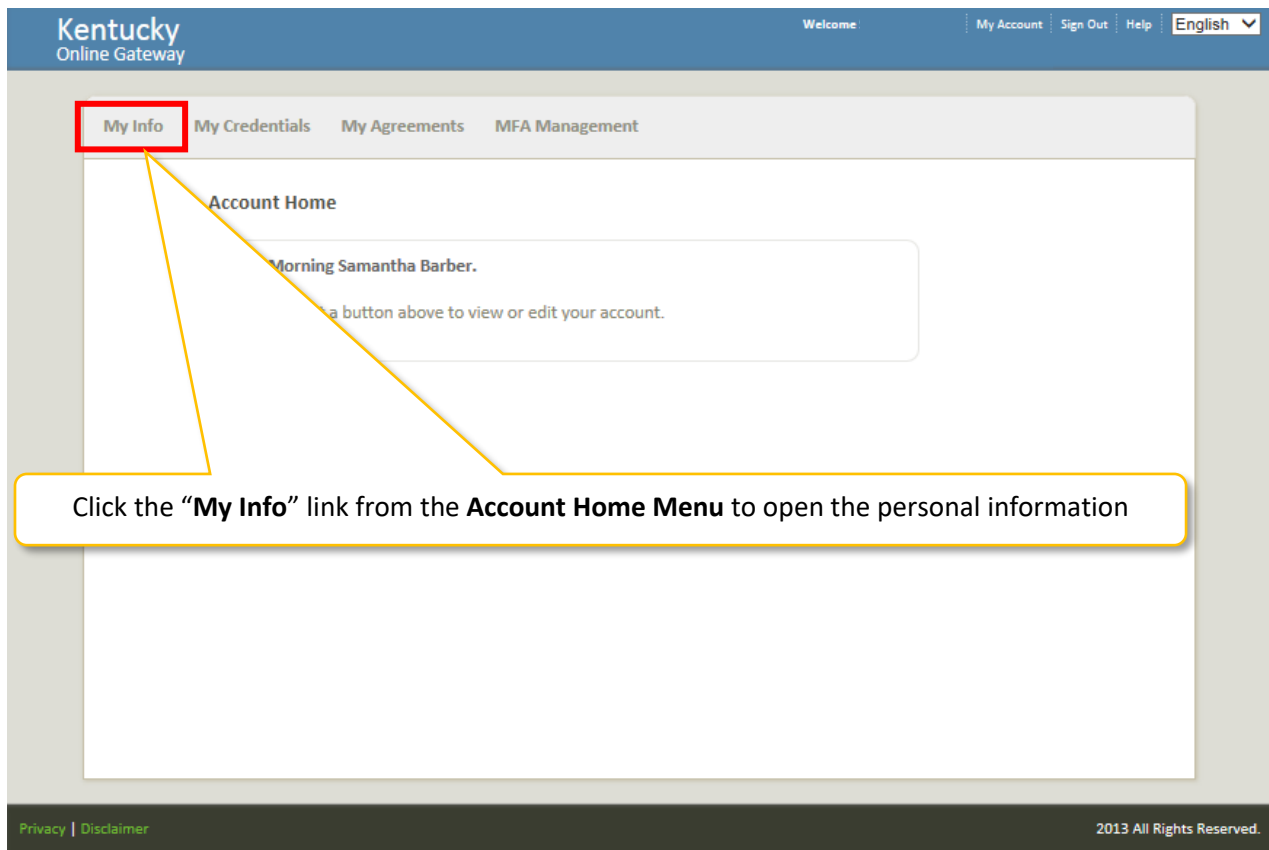 Kentucky
Online Gateway
Welcome My Account Sign Out Help English
My Info My Credentials My Agreements MFA Management
Account Home
Morning Samantha Barber.
a button above to view or edit your account.
Click the “My Info” link from the Account Home Menu to open the personal information
Privacy | Disclaimer 2013 All Rights Reserved.